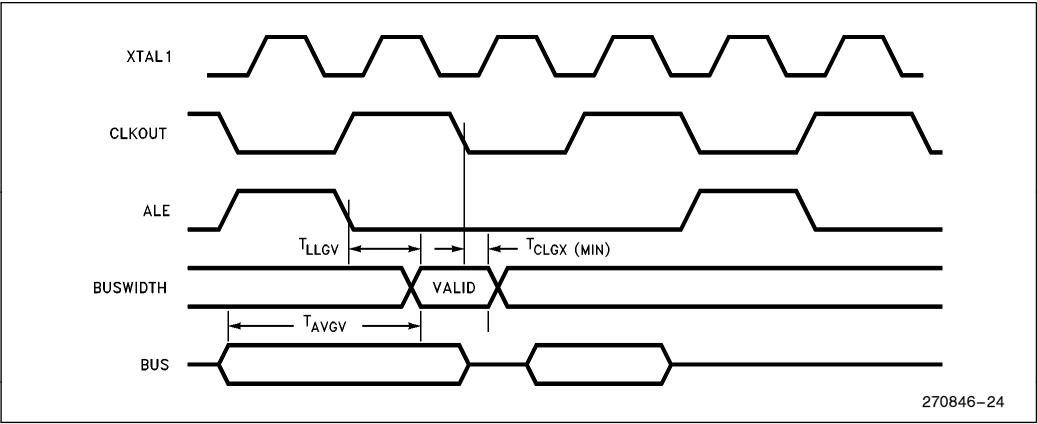 XTAL1
CLKOUT
ALE
TLLGV
TCLGX (MIN)
BUSWIDTH
VALID
TAVGV
BUS
270846-24